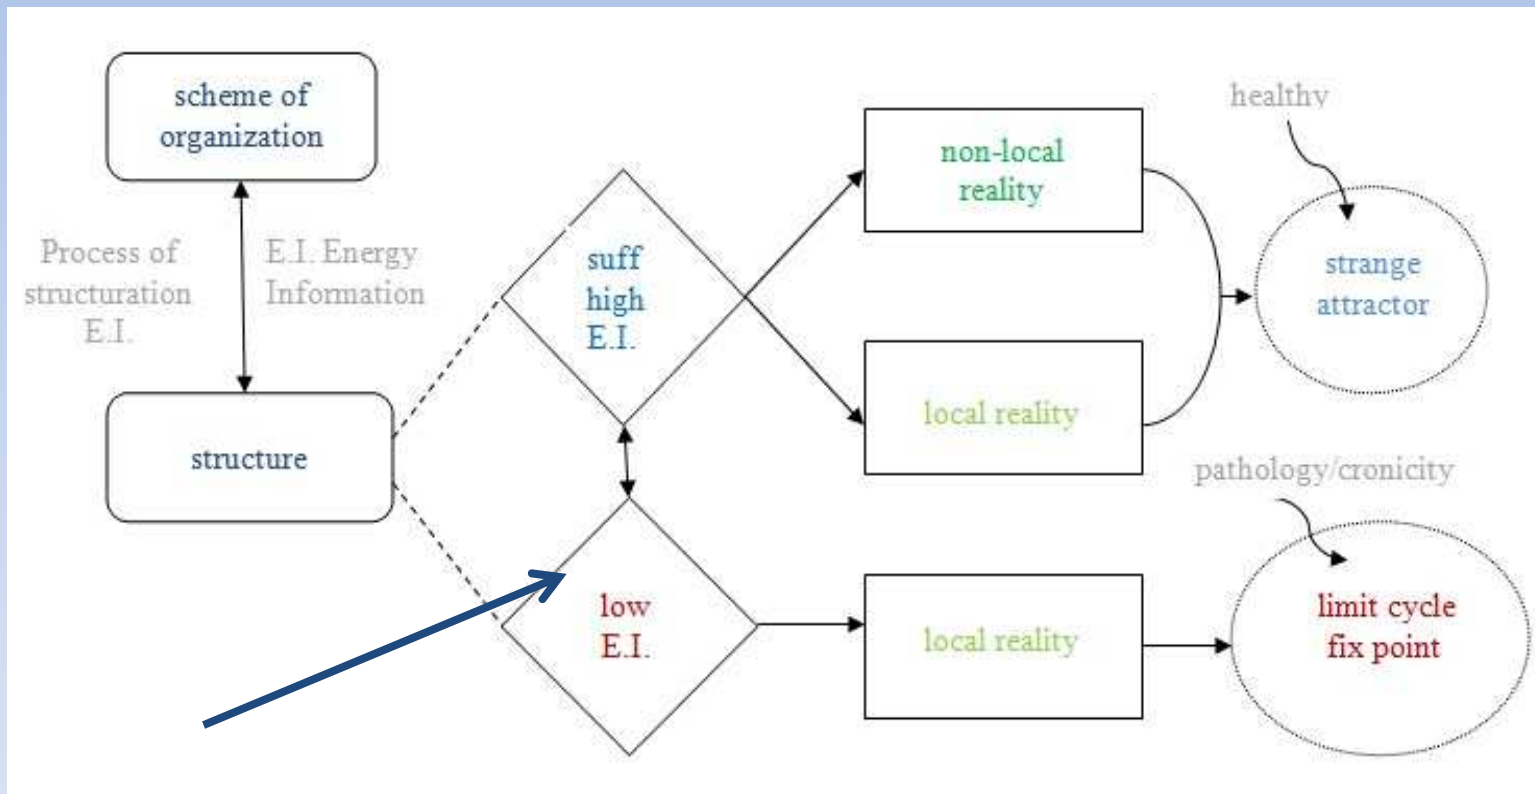 scheme of
organization
Process of
structuration
E.I.
E.I. Energy
Information
structure
suff
high
E.I.
low
E.I.
non-local
reality
local reality
local reality
healthy
strange
attractor
pathology/cronicity
limit cycle
fix point